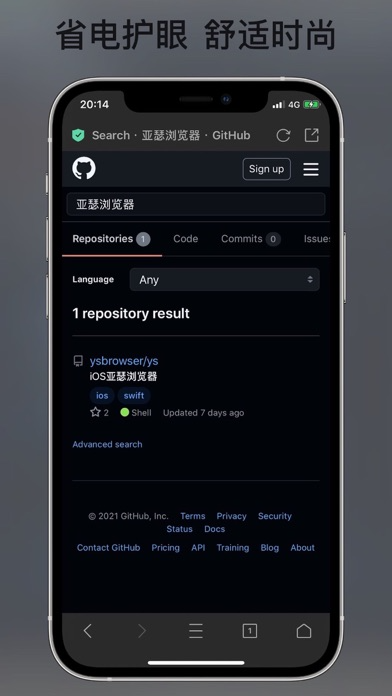 省电护眼 舒适时尚
20:14
4G
Search · 亚瑟浏览器 · GitHub
Sign up
亚瑟浏览器
Repositories 1 Code Commits 0 Issues
Language Any
1 repository result
ysbrowser/ys
iOS亚瑟浏览器
ios swift
2 Shell Updated 7 days ago
Advanced search
© 2021 GitHub, Inc. Terms Privacy Security
Status Docs
Contact GitHub Pricing API Training Blog About
1